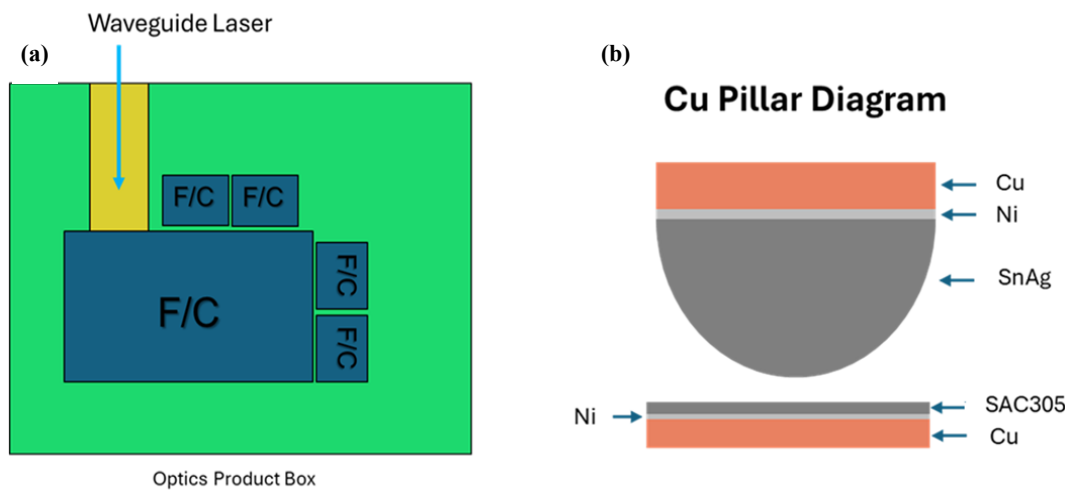 Waveguide Laser
(a)
F/C F/C
F/C
F/C
F/C
Optics Product Box
(b)
Cu Pillar Diagram
Cu
Ni
SnAg
SAC305
Ni
Cu